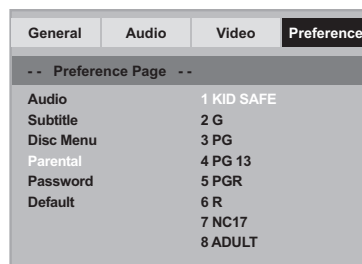 General Audio Video Preference
- - Preference Page - -
Audio 1 KID SAFE
Subtitle 2 G
Disc Menu 3 PG
Parental 4 PG 13
Password 5 PGR
Default 6 R
7 NC17
8 ADULT